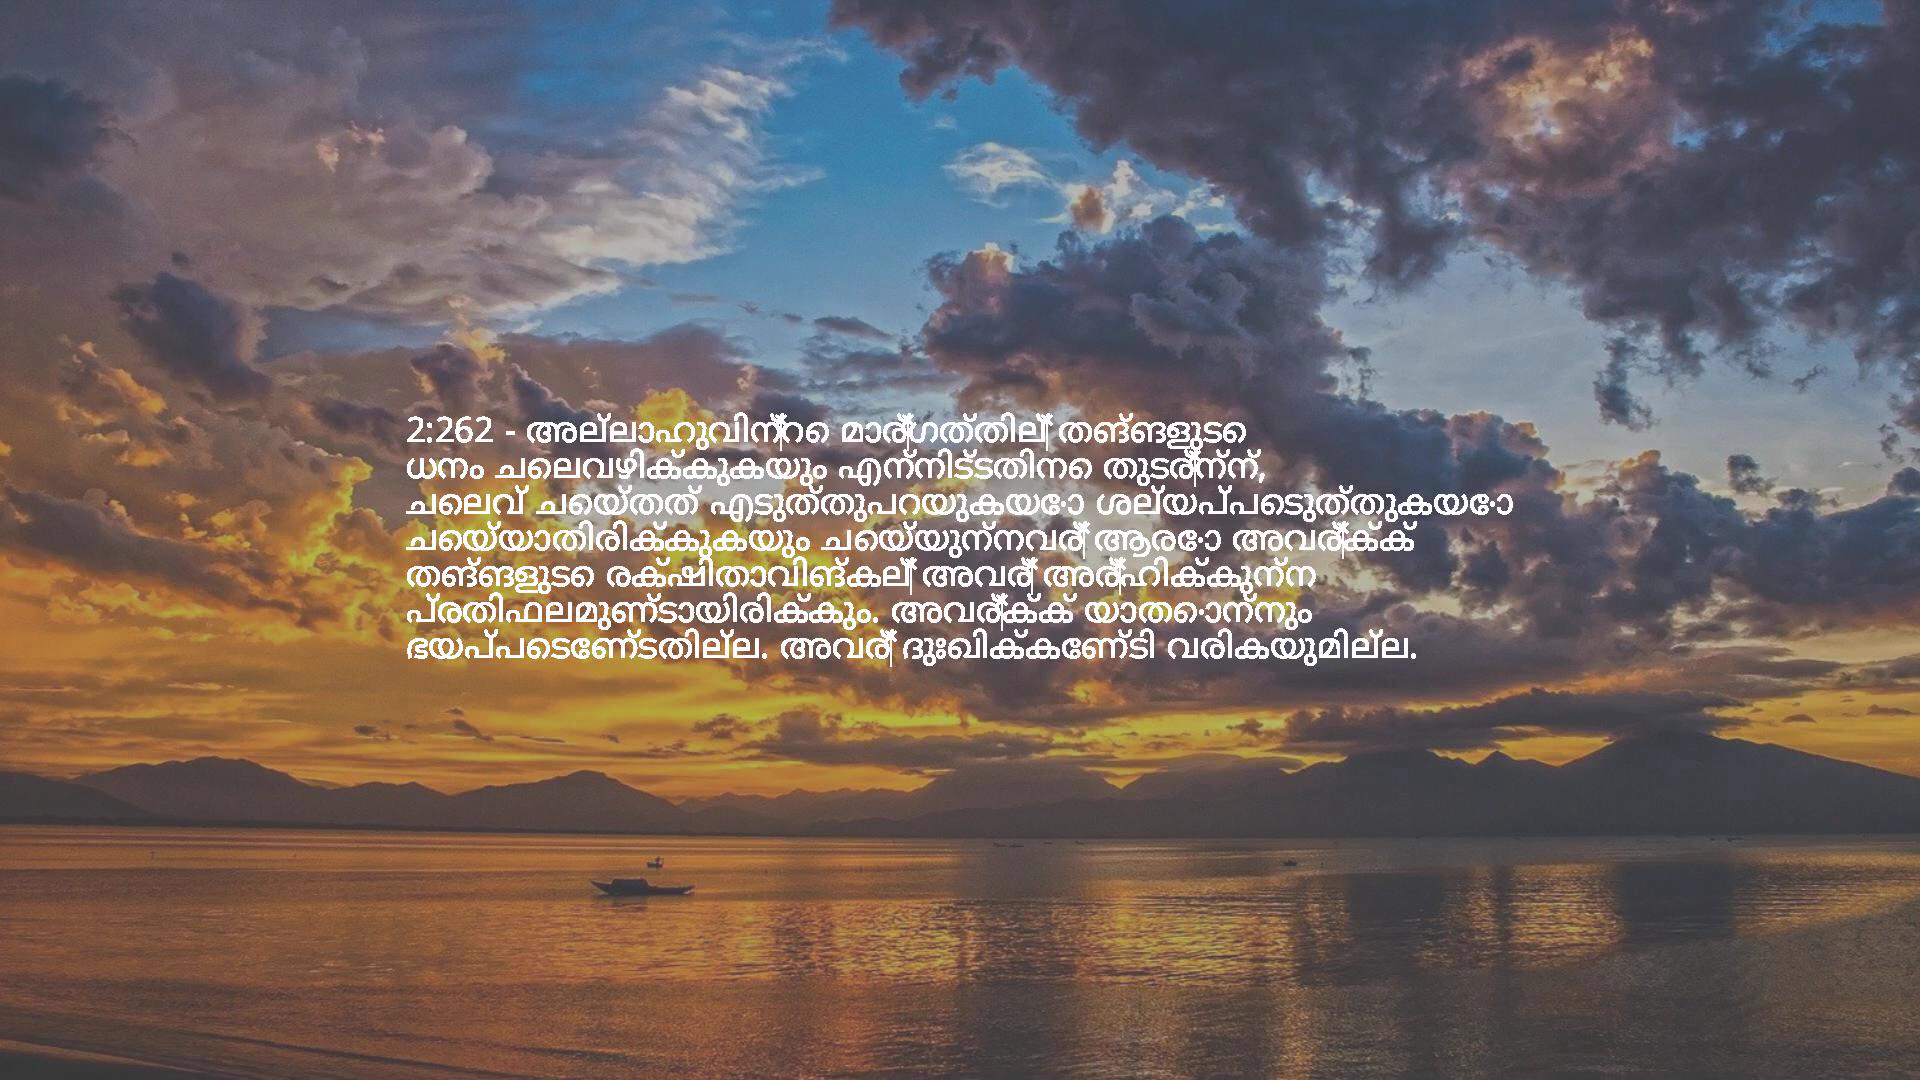 2:262 - അല്ലാഹുവിന്‍റെ മാര്‍ഗത്തില്‍ തങ്ങളുടെ
ധനം ചെലവഴിക്കുകയും എന്നിട്ടതിനെ തുടര്‍ന്ന്,
ചെലവ് ചെയ്തത് എടുത്തുപറയുകയോ ശല്യപ്പെടുത്തുകയോ
ചെയ്യാതിരിക്കുകയും ചെയ്യുന്നവര്‍ ആരോ അവര്‍ക്ക്
തങ്ങളുടെ രക്ഷിതാവിങ്കല്‍ അവര്‍ അര്‍ഹിക്കുന്ന
പ്രതിഫലമുണ്ടായിരിക്കും. അവര്‍ക്ക് യാതൊന്നും
ഭയപ്പെടേണ്ടതില്ല. അവര്‍ ദുഃഖിക്കേണ്ടി വരികയുമില്ല.